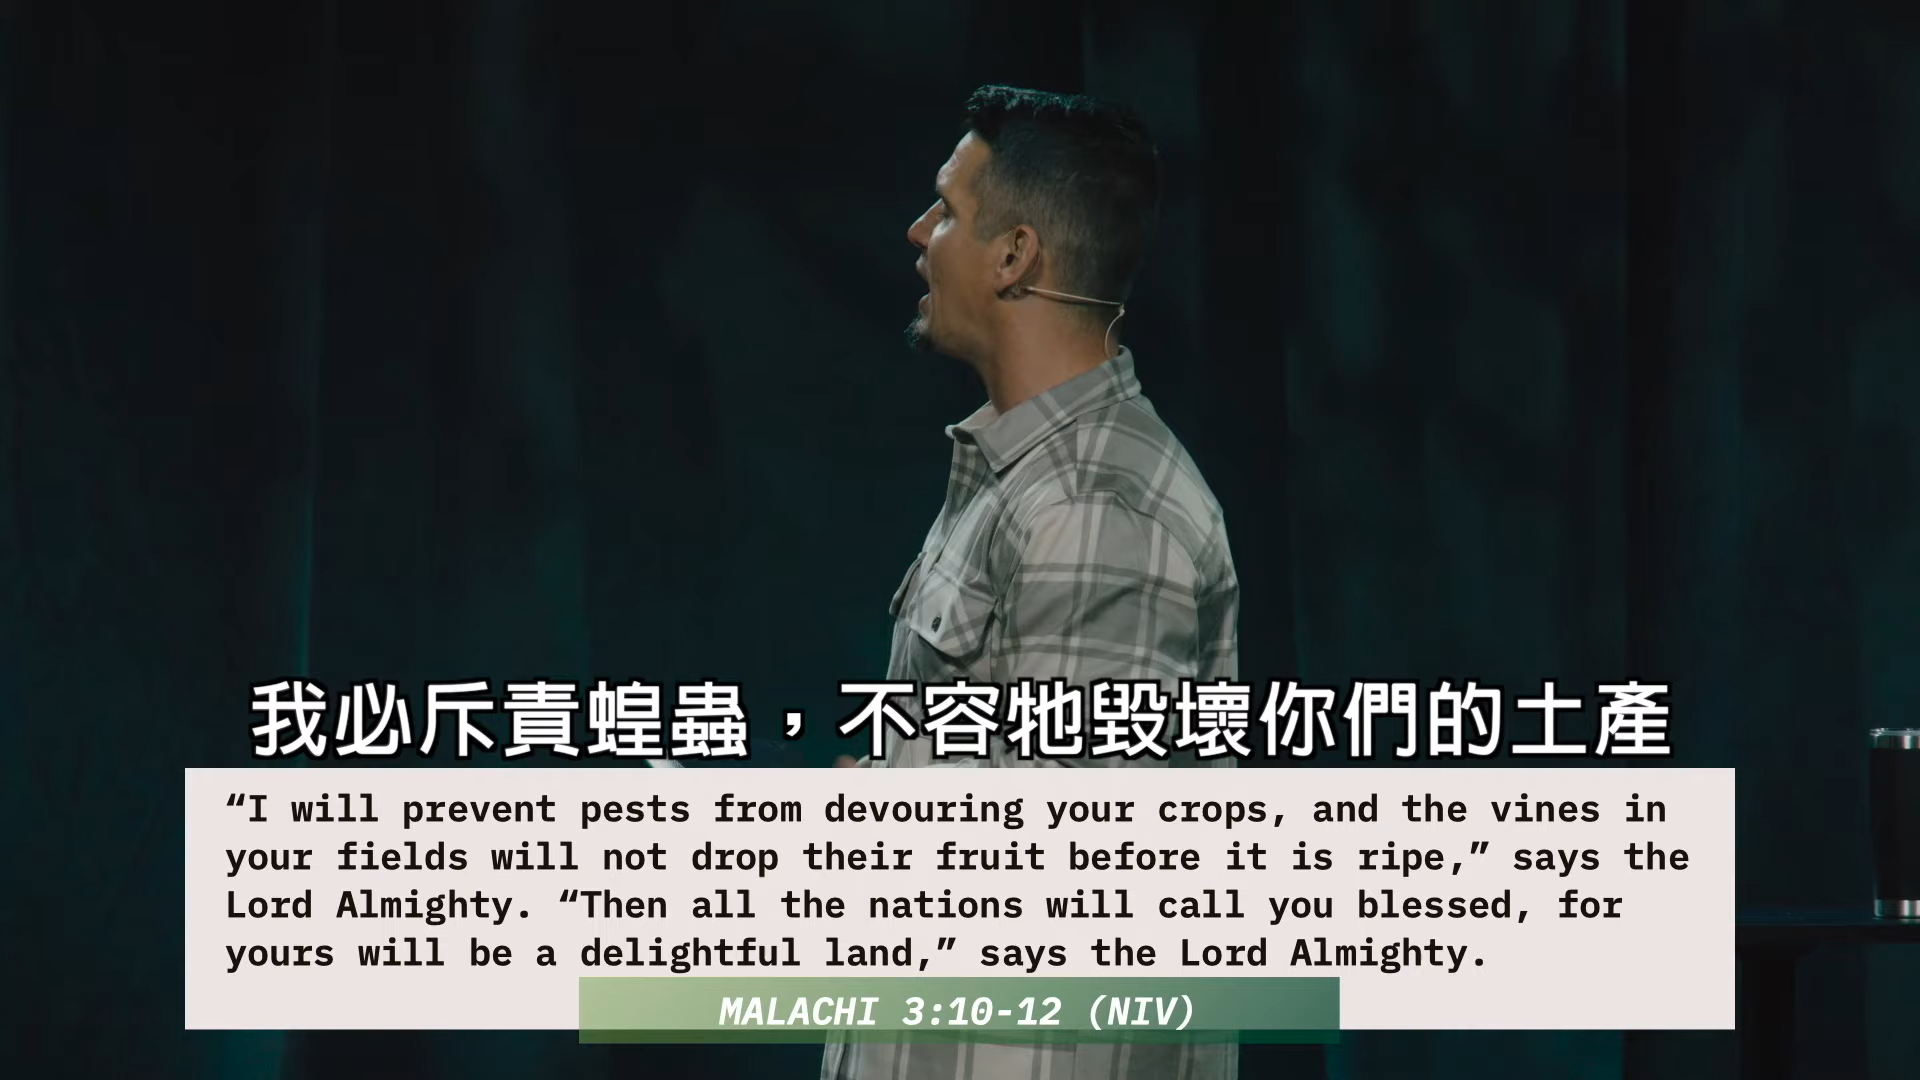 我必斥責蝗蟲，不容牠毀壞你們的土產
“I will prevent pests from devouring your crops, and the vines in
your fields will not drop their fruit before it is ripe,” says the
Lord Almighty. “Then all the nations will call you blessed, for
yours will be a delightful land,” says the Lord Almighty.
MALACHI 3:10-12 (NIV)